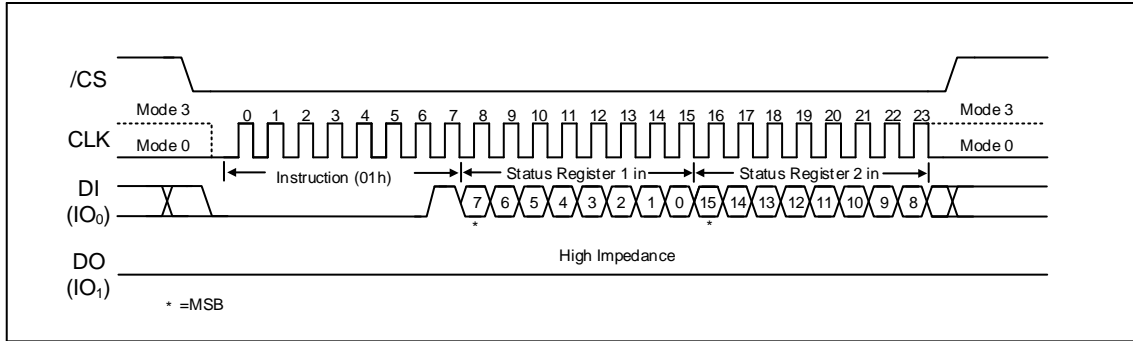 /CS
Mode 3
0 1 2 3 4 5 6 7 8 9 10 11 12 13 14 15 16 17 18 19 20 21 22 23
Mode 3
CLK
Mode 0
Mode 0
Instruction (01h)
Status Register 1 in
Status Register 2 in
DI
(IO₀)
7 6 5 4 3 2 1 0 15 14 13 12 11 10 9 8
* *
DO
(IO₁)
High Impedance
* =MSB